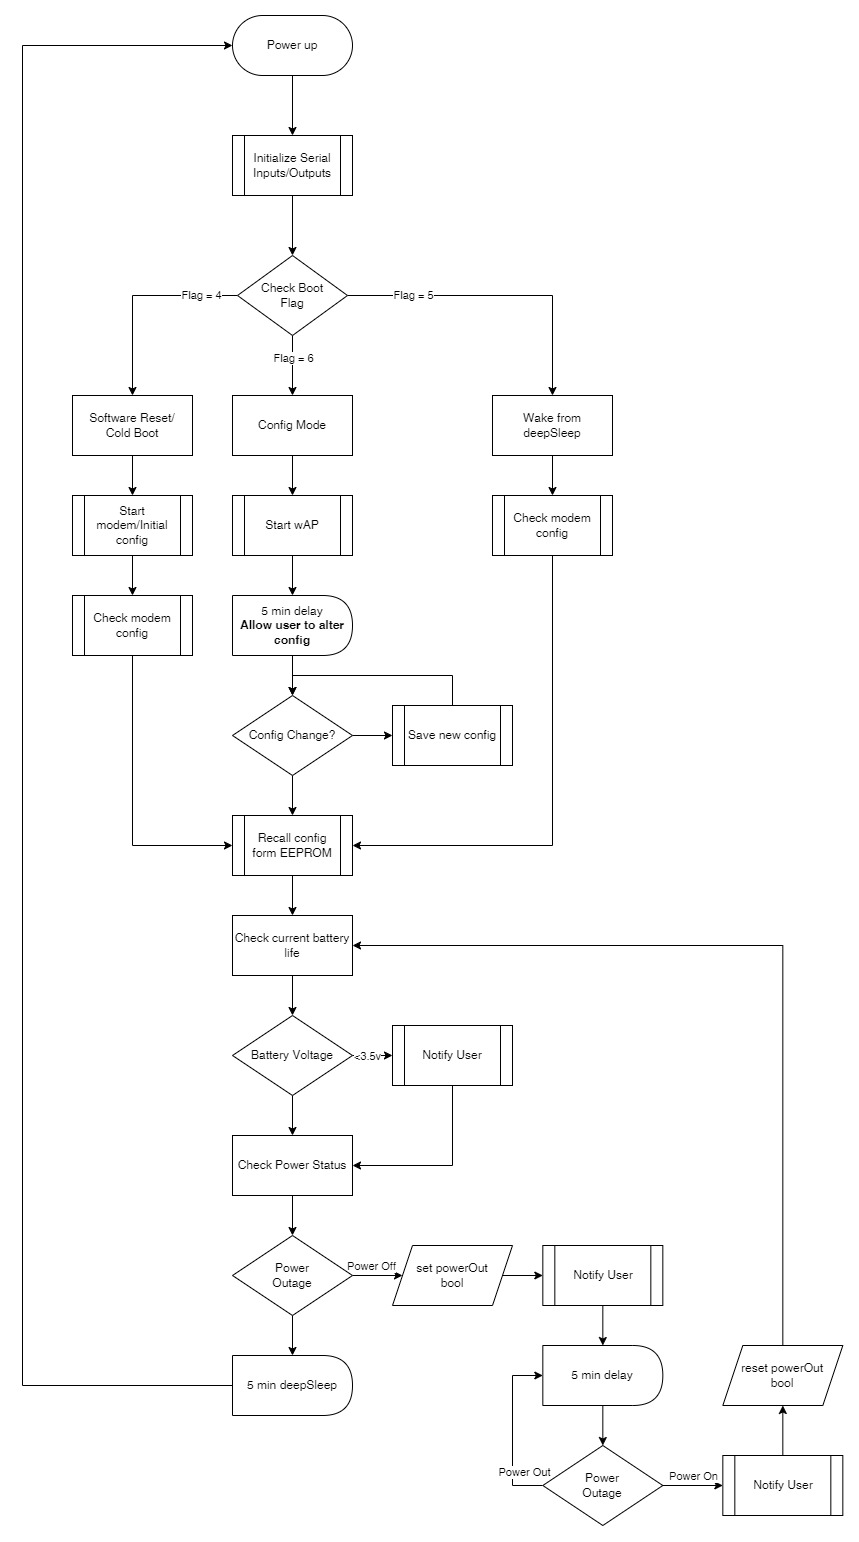 Power up
Initialize Serial
Inputs/Outputs
Check Boot
Flag
Flag = 4
Flag = 5
Flag = 6
Software Reset/
Cold Boot
Config Mode
Wake from
deepSleep
Start
modem/Initial
config
Start wAP
Check modem
config
Check modem
config
5 min delay
Allow user to alter
config
Config Change?
Save new config
Recall config
form EEPROM
Check current battery
life
Battery Voltage
<3.5v
Notify User
Check Power Status
Power
Outage
Power Off
set powerOut
bool
Notify User
5 min deepSleep
5 min delay
reset powerOut
bool
Power Out
Power
Outage
Power On
Notify User